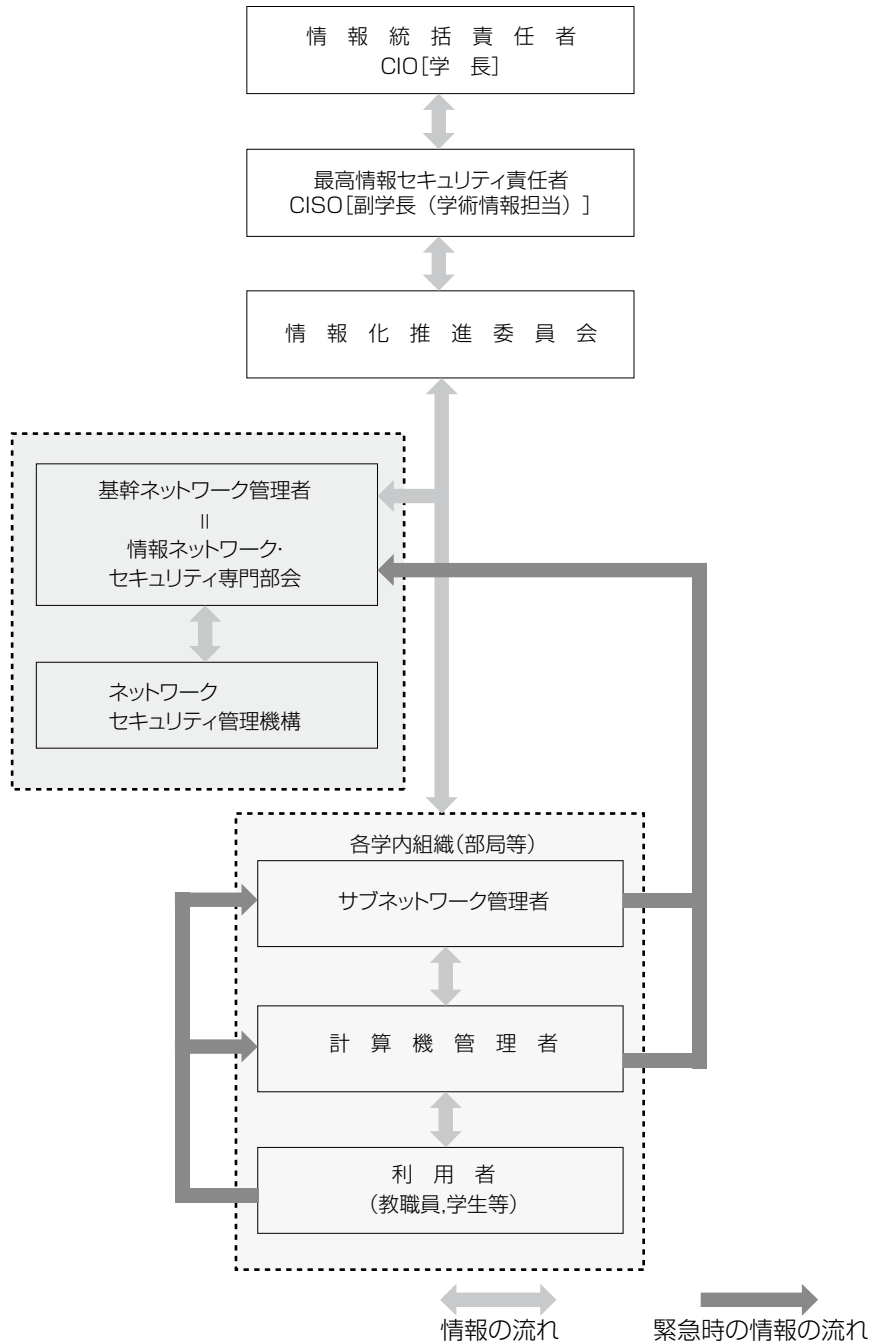 情報統括責任者
CIO[学 長]
最高情報セキュリティ責任者
CISO[副学長(学術情報担当)]
情報化推進委員会
基幹ネットワーク管理者
=
情報ネットワーク・
セキュリティ専門部会
ネットワーク
セキュリティ管理機構
各学内組織(部局等)
サブネットワーク管理者
計算機管理者
利用者
(教職員,学生等)
情報の流れ
緊急時の情報の流れ